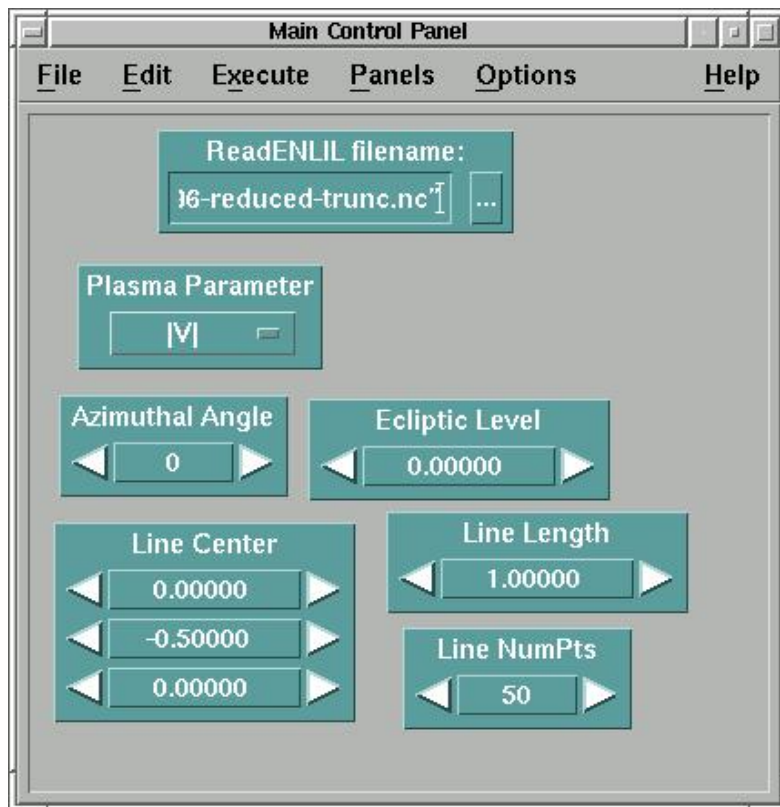 Main Control Panel
File Edit Execute Panels Options Help
ReadENLIL filename:
6-reduced-trunc.nc" ...
Plasma Parameter
|V|
Azimuthal Angle
0
Ecliptic Level
0.00000
Line Center
0.00000
-0.50000
0.00000
Line Length
1.00000
Line NumPts
50